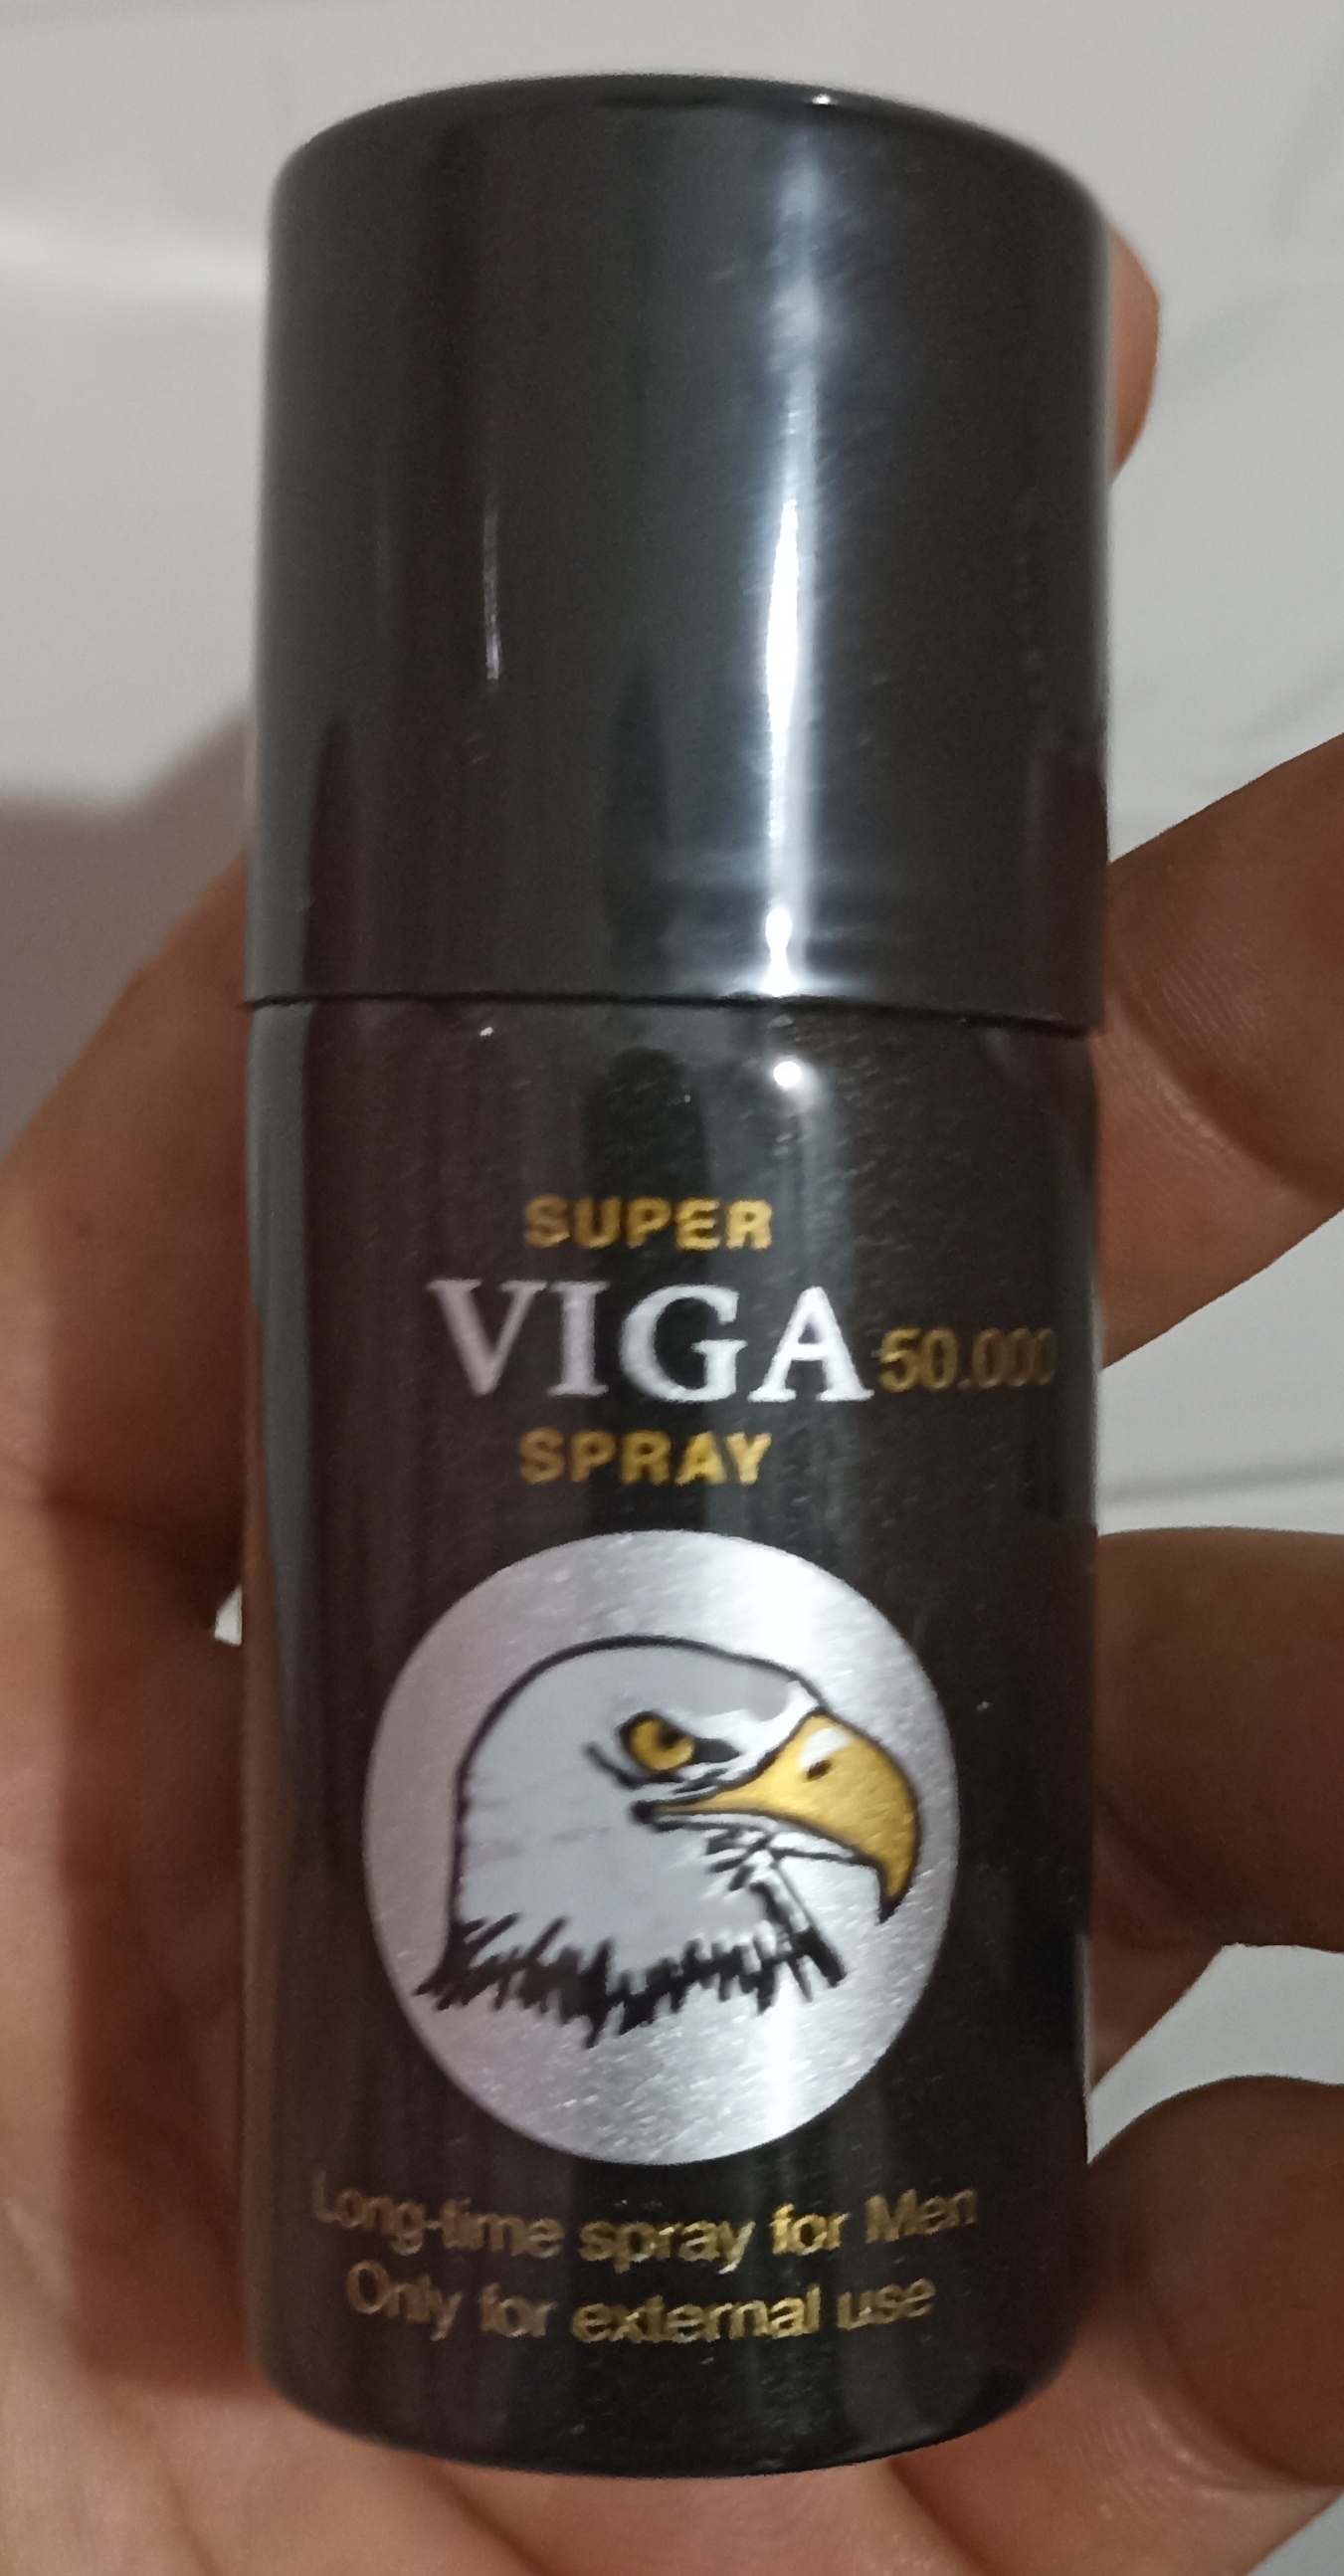 SUPER
VIGA 50.000
SPRAY
Long-time spray for Men
Only for external use